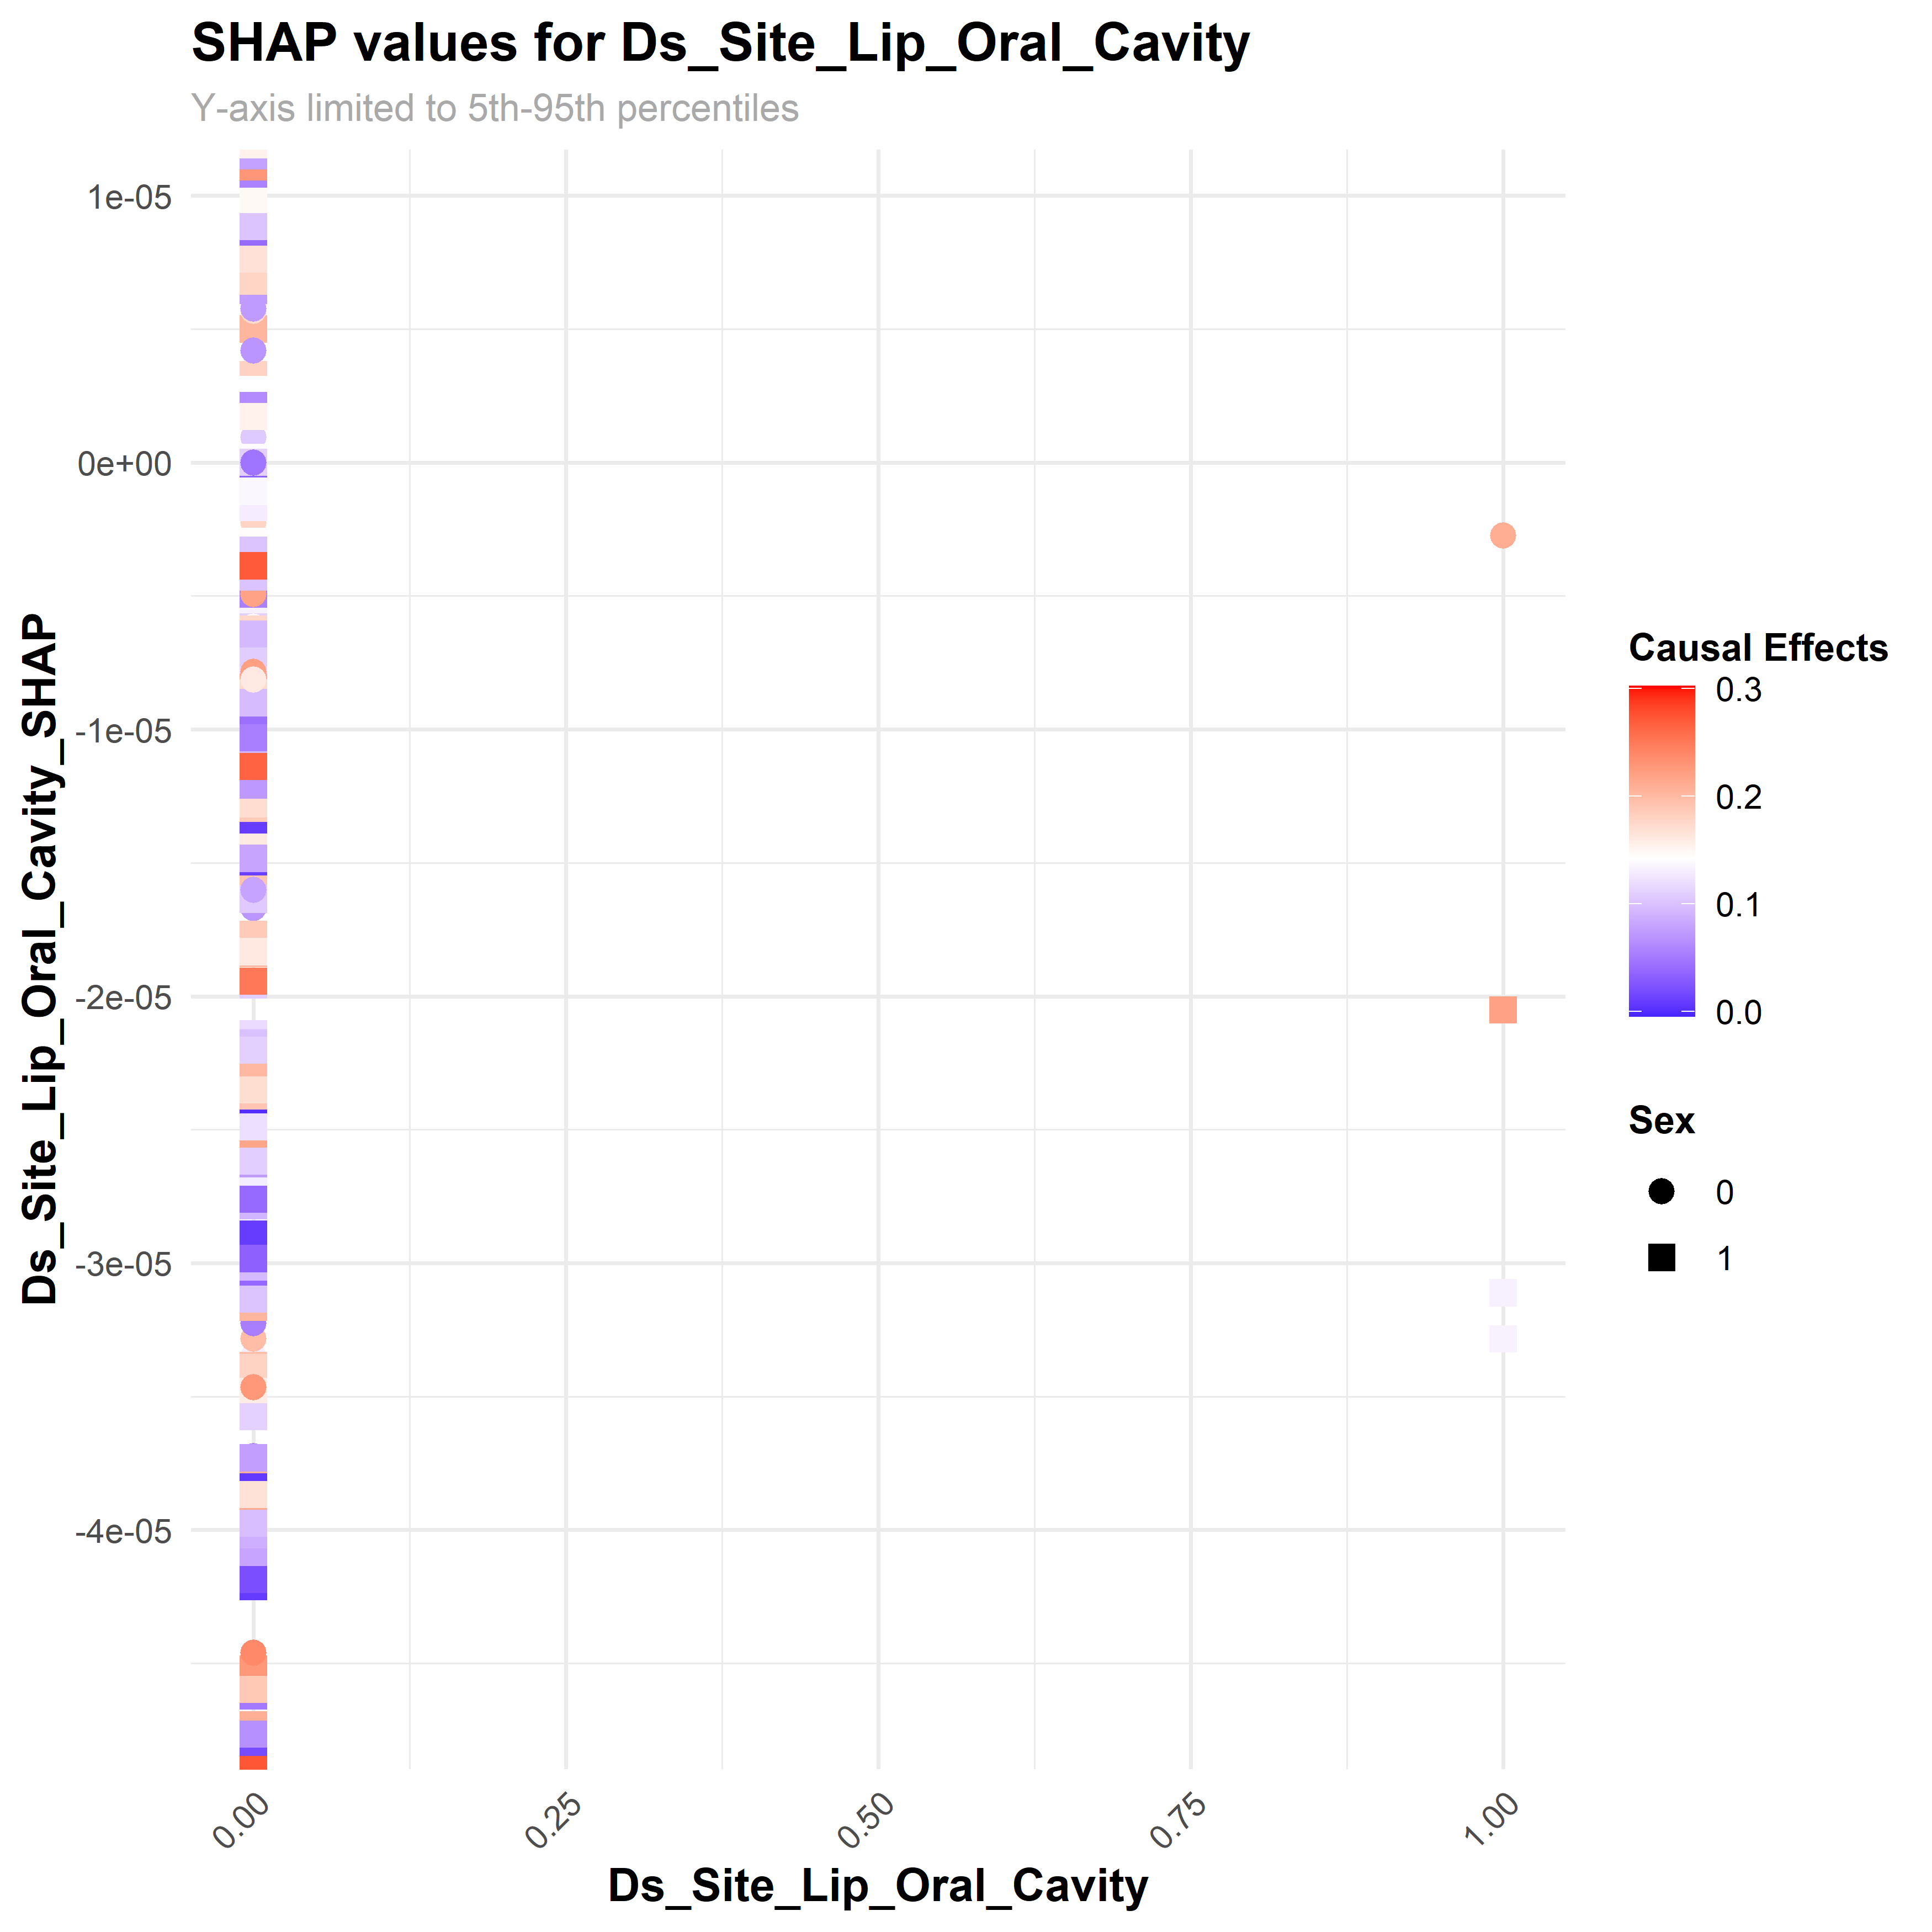 SHAP values for Ds_Site_Lip_Oral_Cavity
Y-axis limited to 5th-95th percentiles
Ds_Site_Lip_Oral_Cavity_SHAP
1e-05
0e+00
-1e-05
-2e-05
-3e-05
-4e-05
0.00
0.25
0.50
0.75
1.00
Ds_Site_Lip_Oral_Cavity
Causal Effects
0.3
0.2
0.1
0.0
Sex
0
1